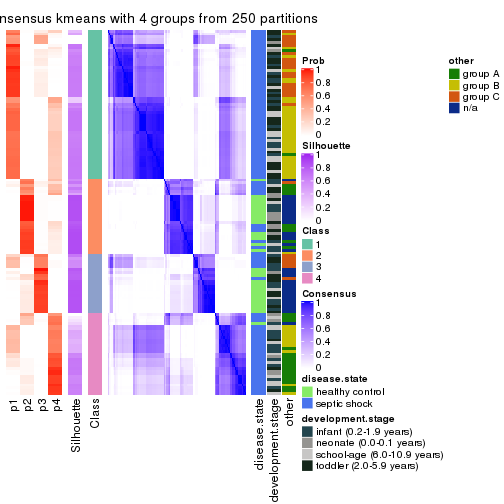 nsensus kmeans with 4 groups from 250 partitions
Prob
1
0.8
0.6
0.4
0.2
0
Silhouette
1
0.8
0.6
0.4
0.2
0
Class
1
2
3
4
Consensus
1
0.8
0.6
0.4
0.2
0
disease.state
healthy control
septic shock
development.stage
infant (0.2-1.9 years)
neonate (0.0-0.1 years)
school-age (6.0-10.9 years)
toddler (2.0-5.9 years)
other
group A
group B
group C
n/a
p1
p2
p3
p4
Silhouette
Class
disease.state
development.stage
other